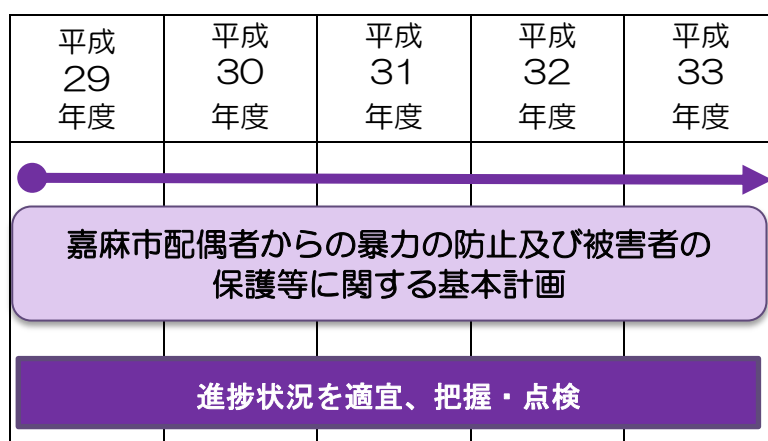 平成
29
年度
平成
30
年度
平成
31
年度
平成
32
年度
平成
33
年度
嘉麻市配偶者からの暴力の防止及び被害者の
保護等に関する基本計画
進捗状況を適宜、把握・点検